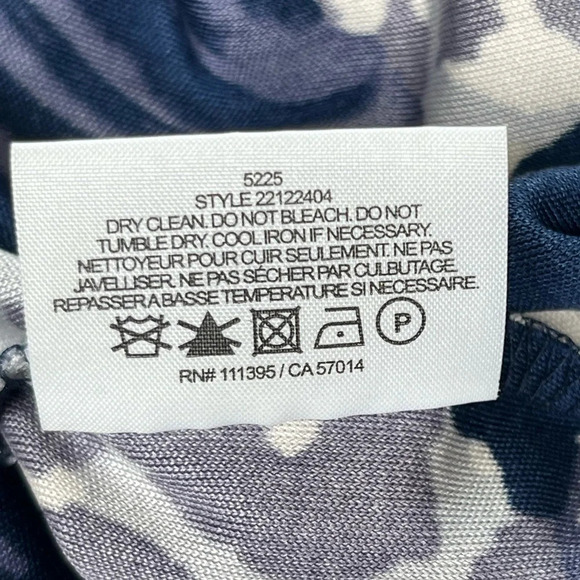 5225
STYLE 22122404
DRY CLEAN. DO NOT BLEACH. DO NOT
TUMBLE DRY. COOL IRON IF NECESSARY.
NETTOYEUR POUR CUIR SEULEMENT. NE PAS
JAVELLISER. NE PAS SÉCHER PAR CULBUTAGE.
REPASSER A BASSE TEMPERATURE SI NECESSAIRE.
P
RN# 111395 / CA 57014